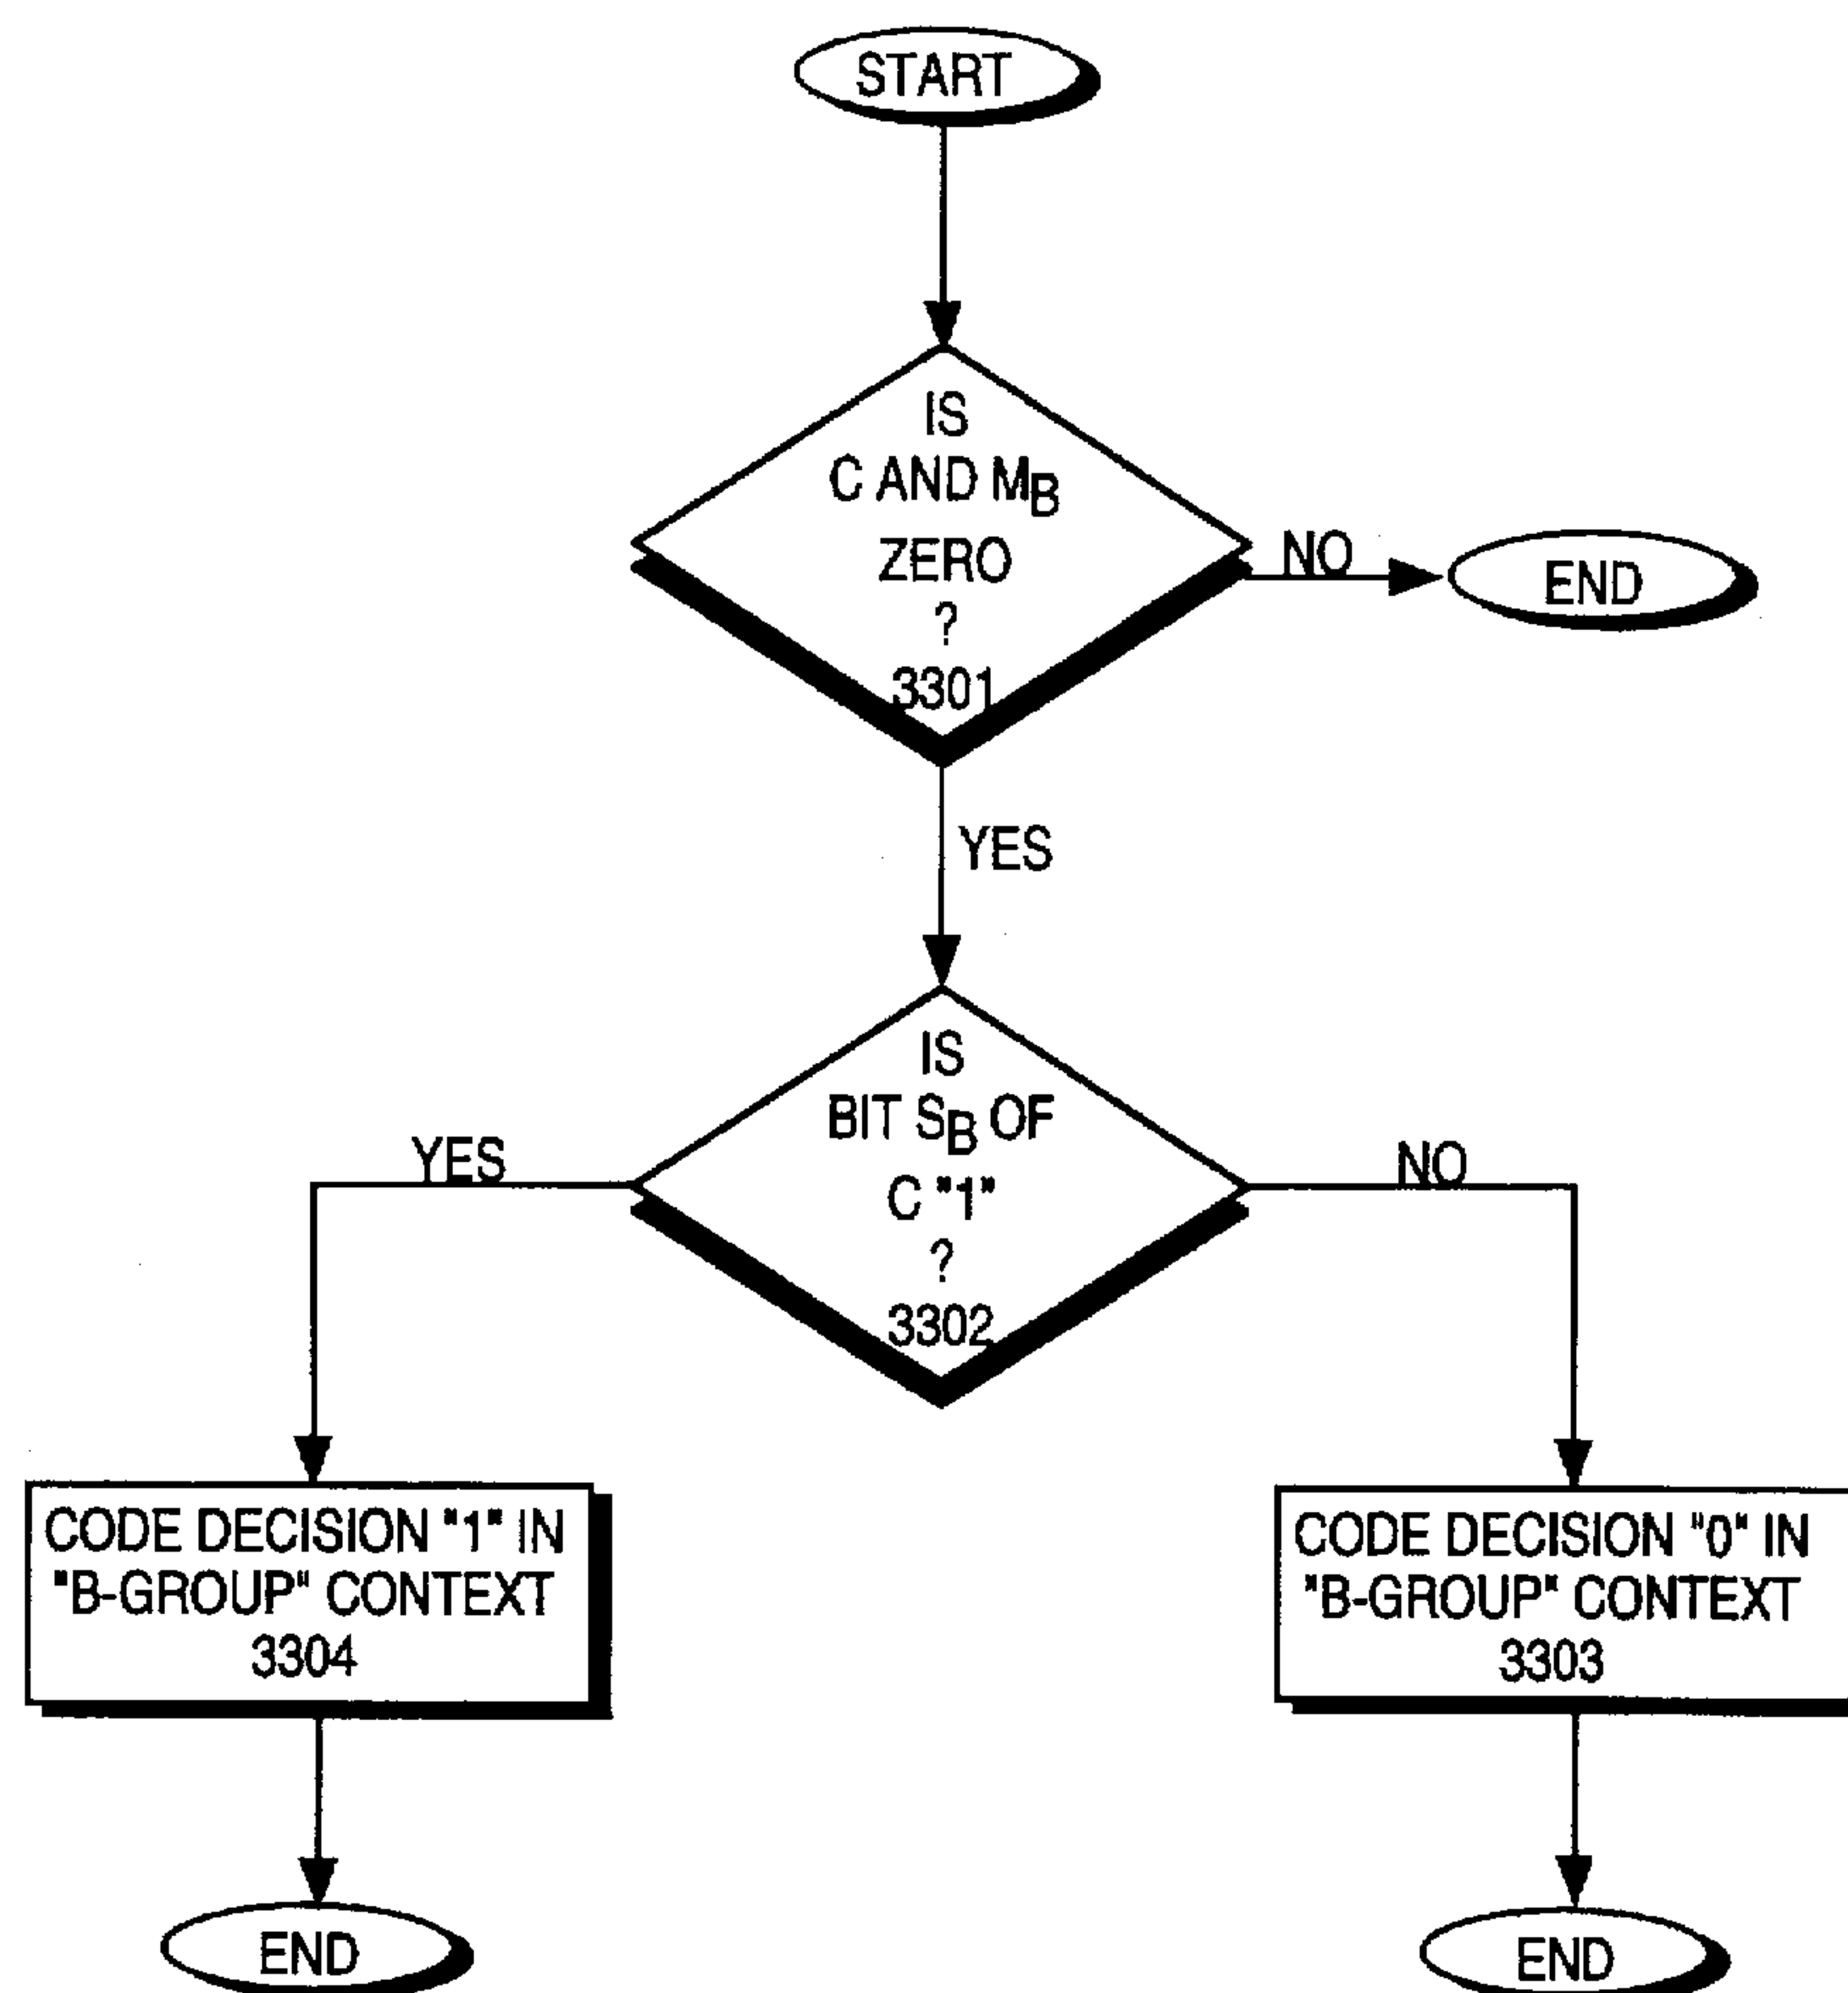 START
IS
C AND MB
ZERO
?
3301
NO
END
YES
IS
BIT SB OF
C "1"
?
3302
YES
NO
CODE DECISION "1" IN
"B-GROUP" CONTEXT
3304
CODE DECISION "0" IN
"B-GROUP" CONTEXT
3303
END
END